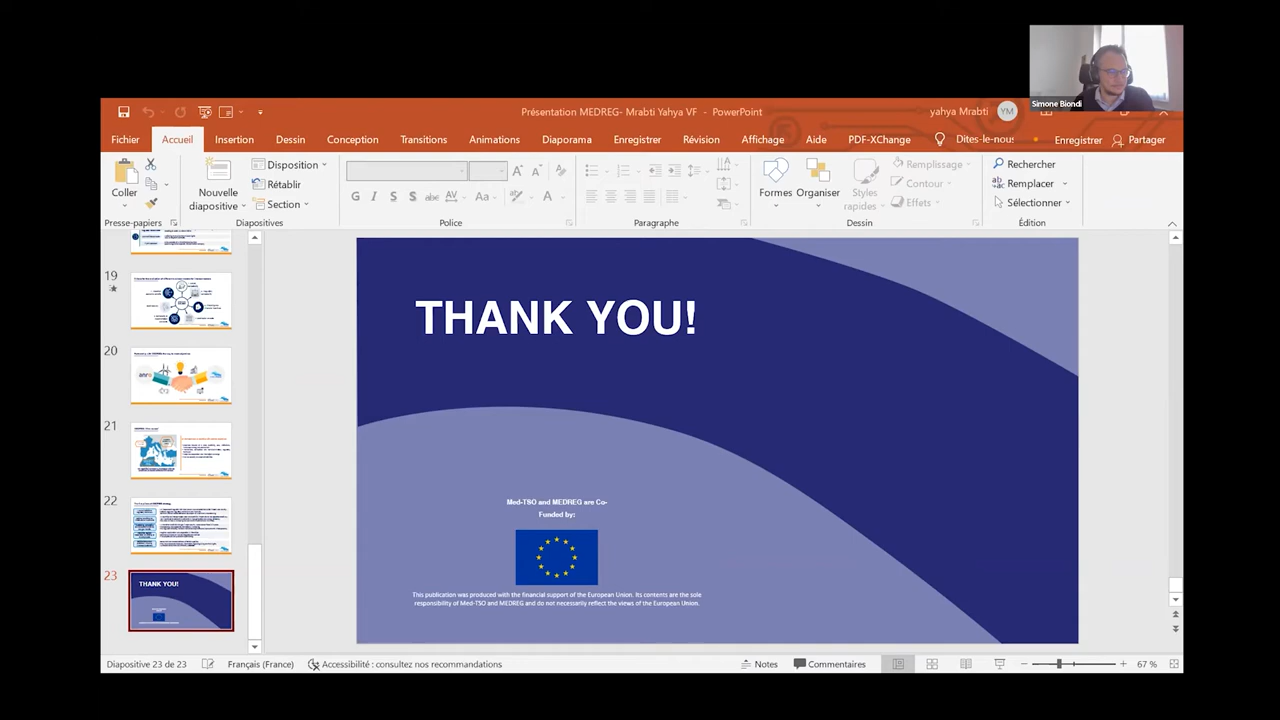 Simone Biondi
Présentation MEDREG- Mrabti Yahya VF - PowerPoint
yahya Mrabti
YM
Fichier
Accueil
Insertion
Dessin
Conception
Transitions
Animations
Diaporama
Enregistrer
Révision
Affichage
Aide
PDF-XChange
Dites-le-nous
Enregistrer
Partager
Coller
Nouvelle
diapositive
Disposition
Rétablir
Section
Formes
Organiser
Styles
rapides
Remplissage
Contour
Effets
Rechercher
Remplacer
Sélectionner
Presse-papiers
Diapositives
Police
Paragraphe
Dessin
Édition
19
20
21
22
23
THANK YOU!
THANK YOU!
Med-TSO and MEDREG are Co-
Funded by:
This publication was produced with the financial support of the European Union. Its contents are the sole
responsibility of Med-TSO and MEDREG and do not necessarily reflect the views of the European Union.
Diapositive 23 de 23
Français (France)
Accessibilité : consultez nos recommandations
Notes
Commentaires
67 %